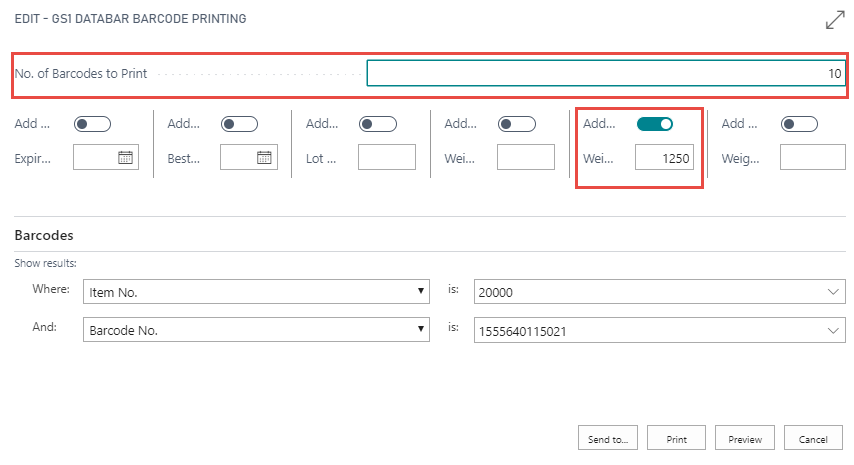 EDIT - GS1 DATABAR BARCODE PRINTING
No. of Barcodes to Print 10
Add ... Add... Add ... Add... Add... Add ...
Expir... Best... Lot ... Wei... Wei... 1250 Weig...
Barcodes
Show results:
Where: Item No. is: 20000
And: Barcode No. is: 1555640115021
Send to... Print Preview Cancel